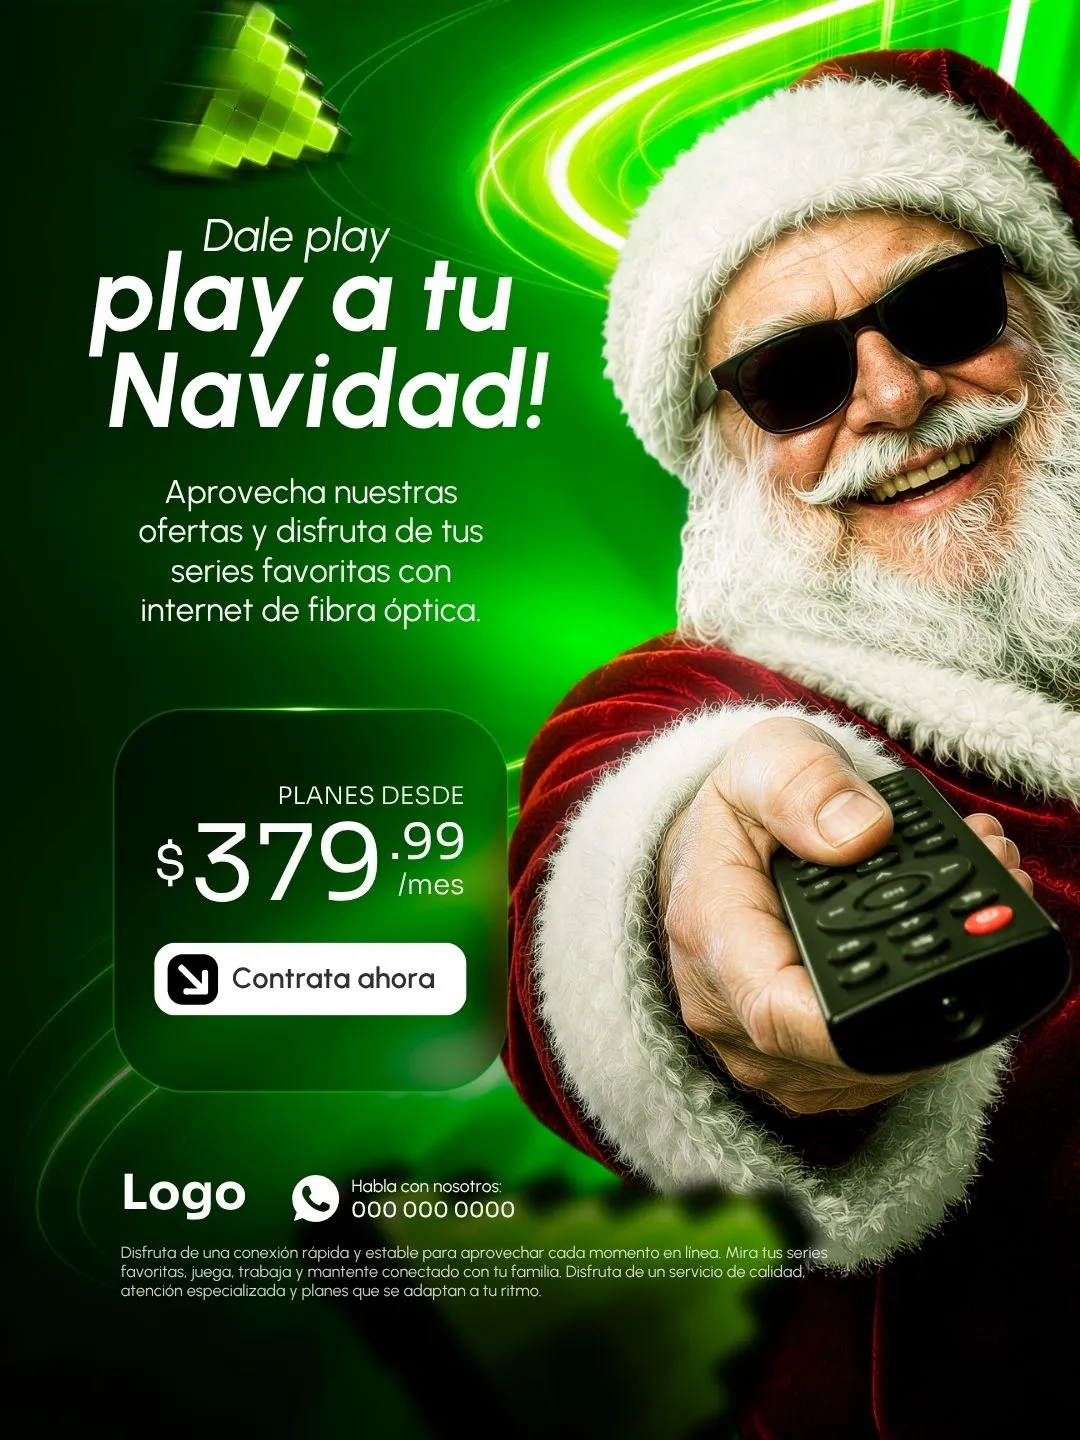 Dale play
play a tu
Navidad!
Aprovecha nuestras
ofertas y disfruta de tus
series favoritas con
internet de fibra óptica.
PLANES DESDE
$379.99
/mes
Contrata ahora
Logo
Habla con nosotros:
000 000 0000
Disfruta de una conexión rápida y estable para aprovechar cada momento en línea. Mira tus series
favoritas, juega, trabaja y mantente conectado con tu familia. Disfruta de un servicio de calidad,
atención especializada y planes que se adaptan a tu ritmo.